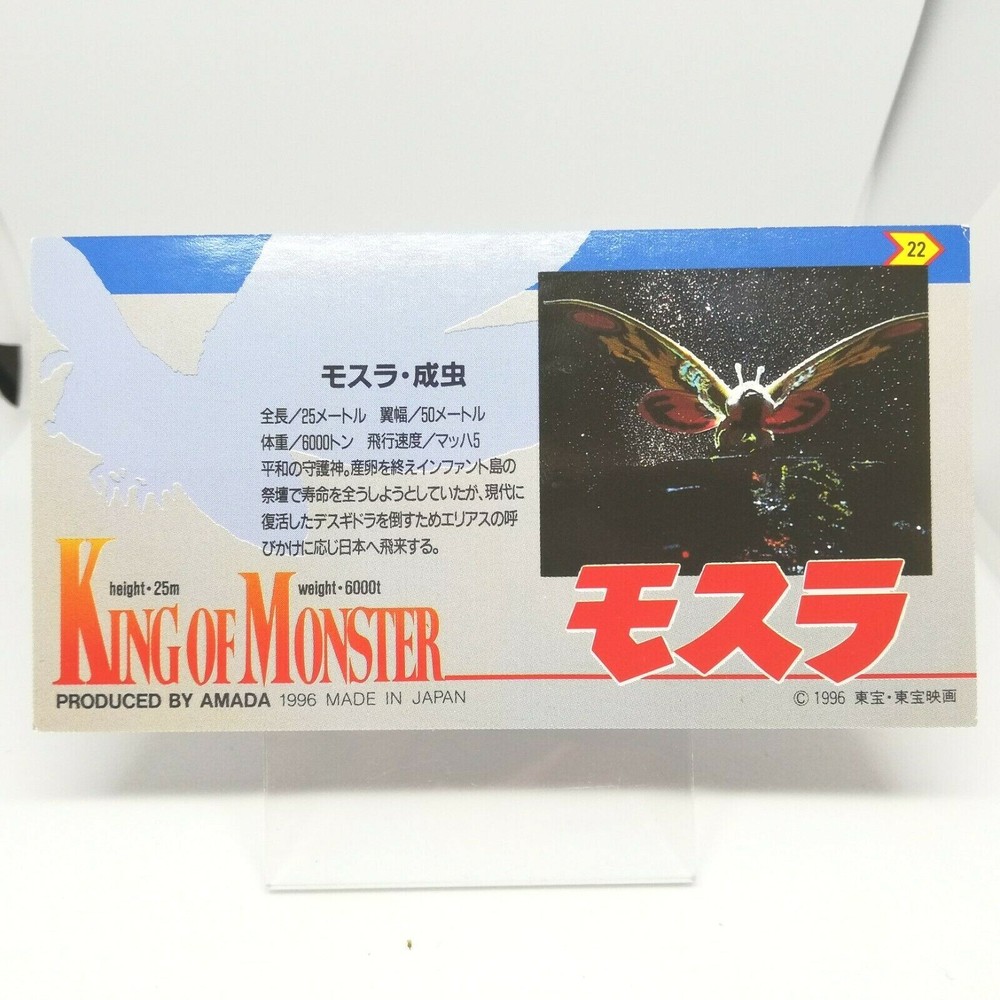 22
モスラ・成虫
全長／25メートル 翼幅／50メートル
体重／6000トン 飛行速度／マッハ5
平和の守護神。産卵を終えインファント島の
祭壇で寿命を全うしようとしていたが、現代に
復活したデスギドラを倒すためエリアスの呼
びかけに応じ日本へ飛来する。
height・25m weight・6000t
KING OF MONSTER
モスラ
PRODUCED BY AMADA 1996 MADE IN JAPAN
© 1996 東宝・東宝映画